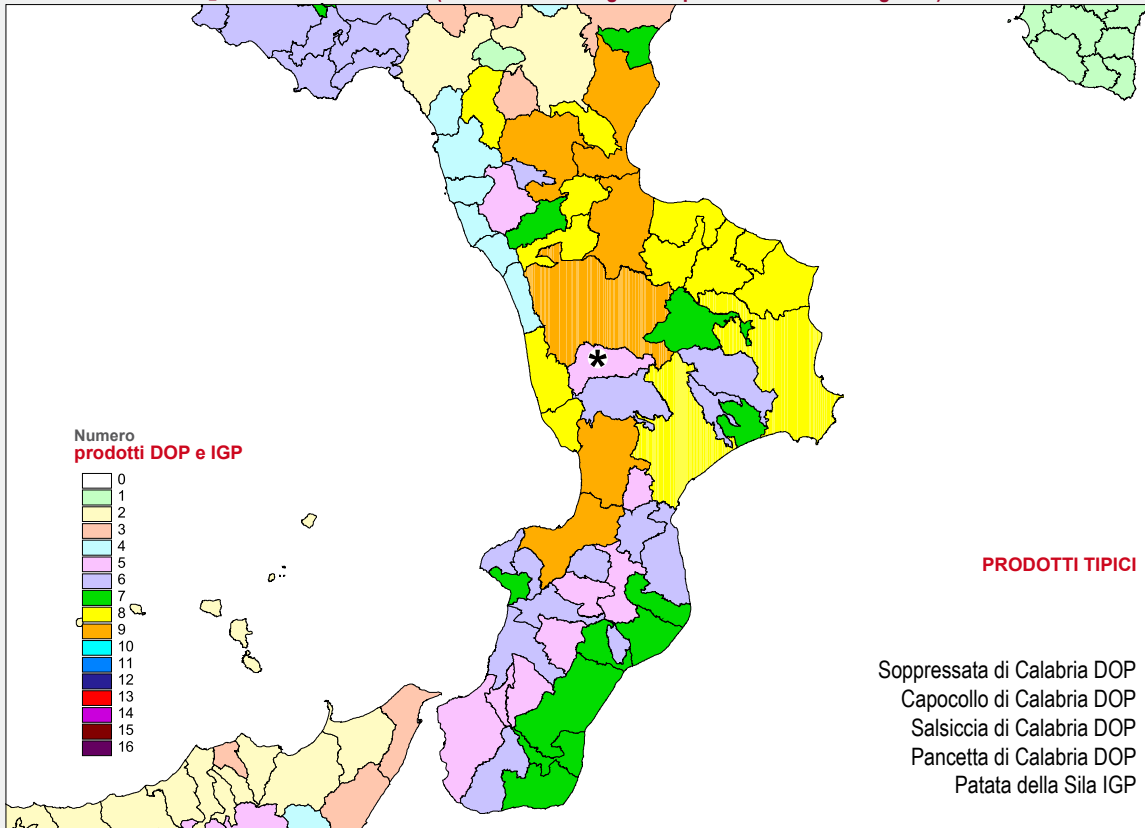 Numero
prodotti DOP e IGP
0
1
2
3
4
5
6
7
8
9
10
11
12
13
14
15
16
*
PRODOTTI TIPICI
Soppressata di Calabria DOP
Capocollo di Calabria DOP
Salsiccia di Calabria DOP
Pancetta di Calabria DOP
Patata della Sila IGP